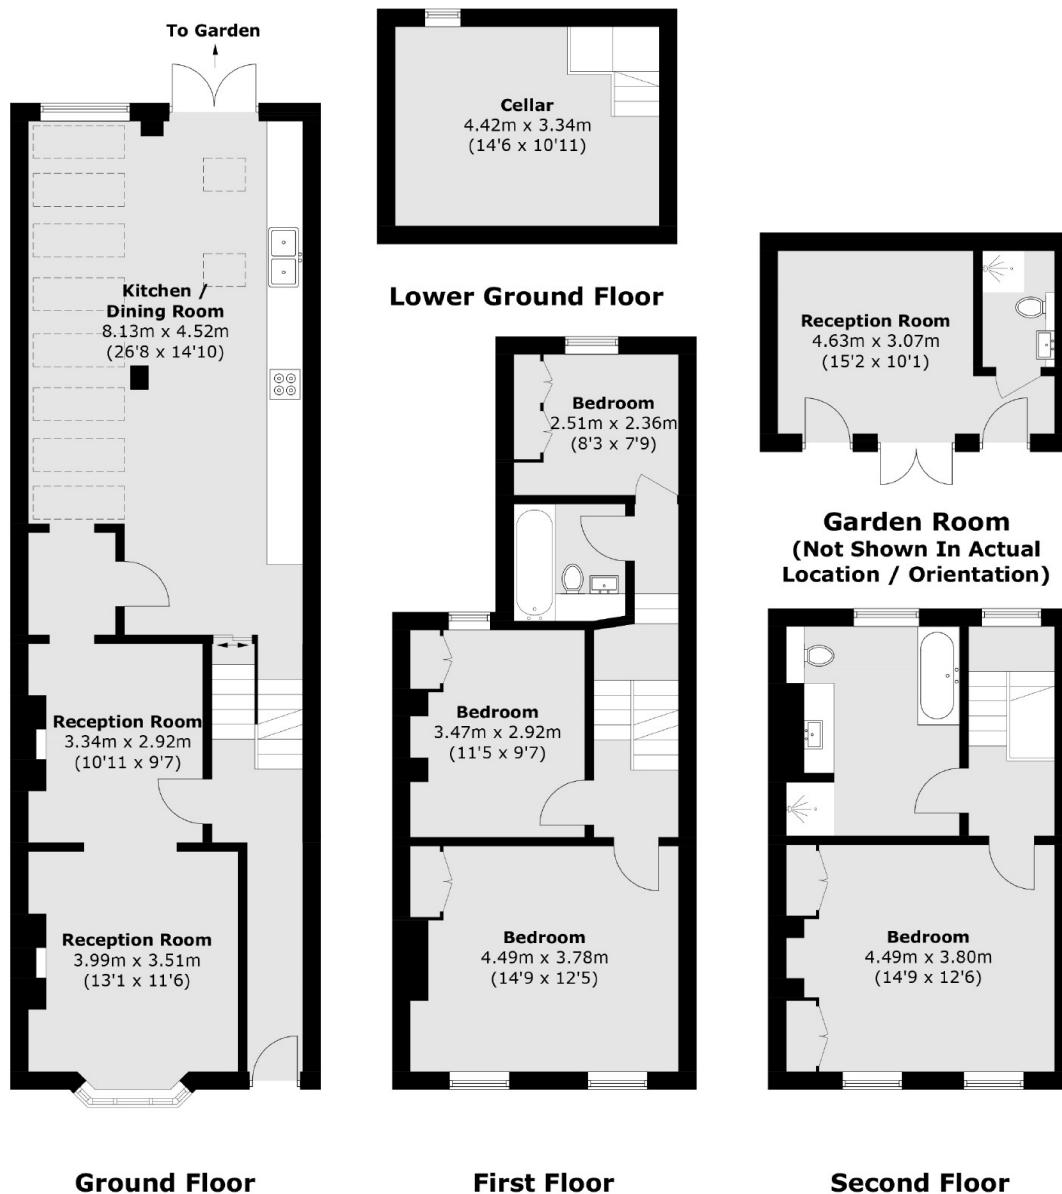 To Garden
Kitchen /
Dining Room
8.13m x 4.52m
(26'8 x 14'10)
Reception Room
3.34m x 2.92m
(10'11 x 9'7)
Reception Room
3.99m x 3.51m
(13'1 x 11'6)
Ground Floor
Cellar
4.42m x 3.34m
(14'6 x 10'11)
Lower Ground Floor
Bedroom
2.51m x 2.36m
(8'3 x 7'9)
Bedroom
3.47m x 2.92m
(11'5 x 9'7)
Bedroom
4.49m x 3.78m
(14'9 x 12'5)
First Floor
Reception Room
4.63m x 3.07m
(15'2 x 10'1)
Garden Room
(Not Shown In Actual
Location / Orientation)
Bedroom
4.49m x 3.80m
(14'9 x 12'6)
Second Floor